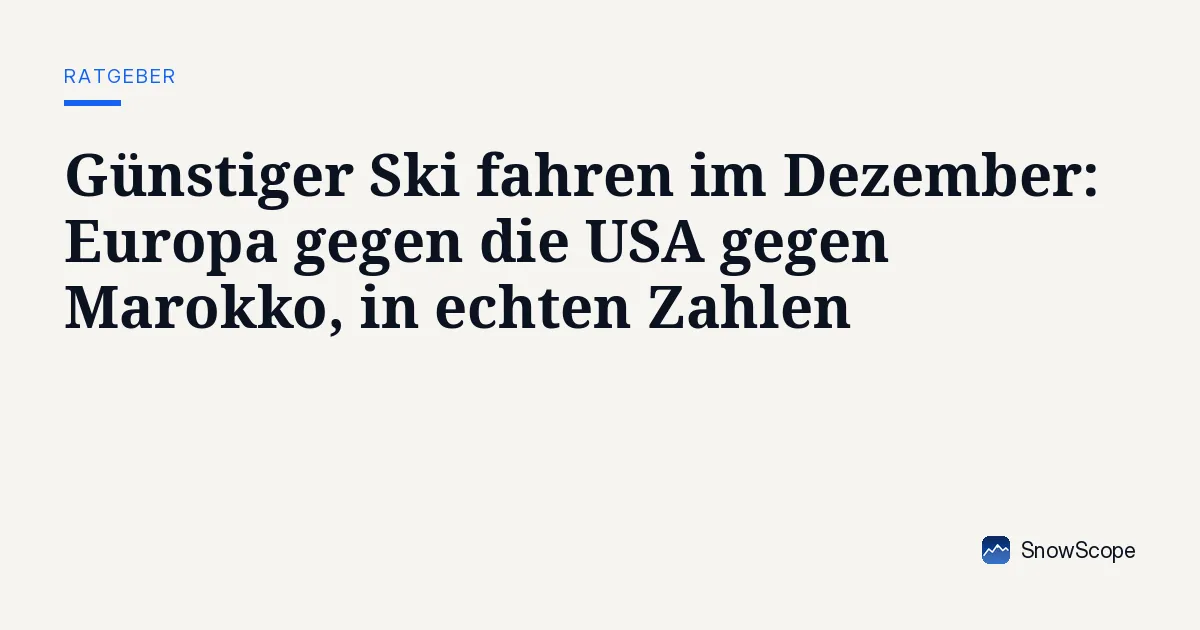 RATGEBER
Günstiger Ski fahren im Dezember:
Europa gegen die USA gegen
Marokko, in echten Zahlen
SnowScope